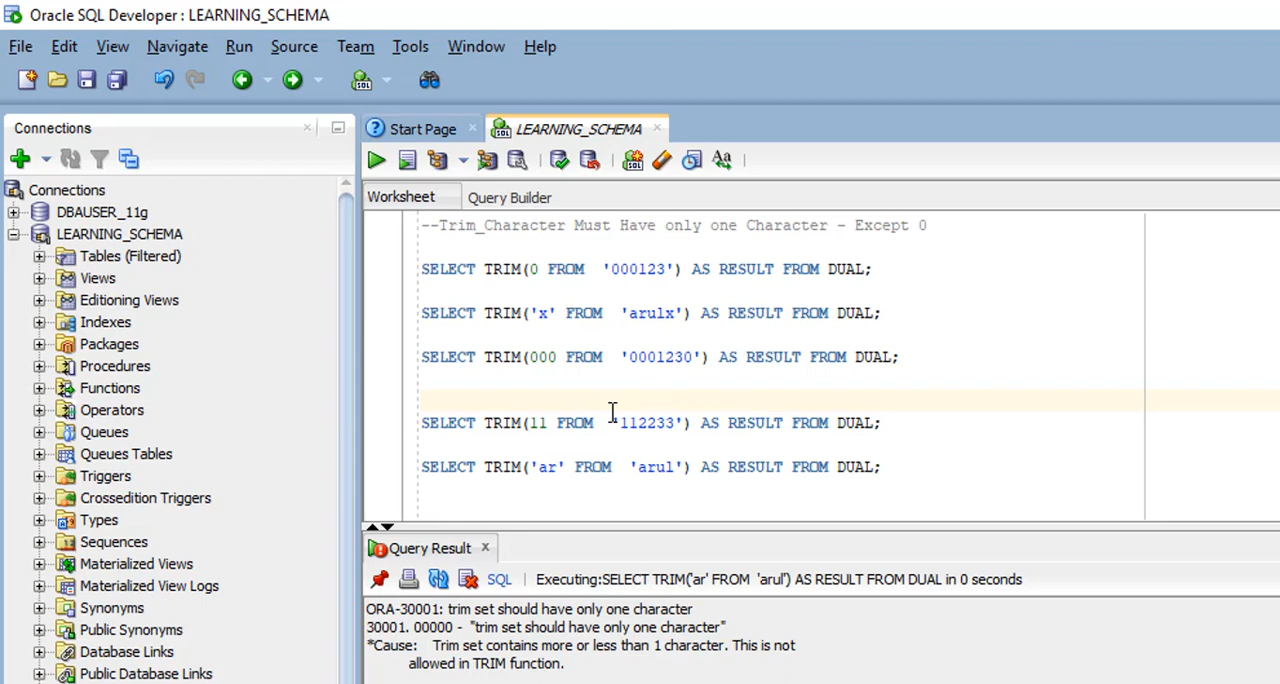 Oracle SQL Developer : LEARNING_SCHEMA
File Edit View Navigate Run Source Team Tools Window Help
Connections
Start Page LEARNING_SCHEMA
Worksheet Query Builder
Connections
DBAUSER_11g
LEARNING_SCHEMA
Tables (Filtered)
Views
Editioning Views
Indexes
Packages
Procedures
Functions
Operators
Queues
Queues Tables
Triggers
Crossedition Triggers
Types
Sequences
Materialized Views
Materialized View Logs
Synonyms
Public Synonyms
Database Links
Public Database Links
--Trim_Character Must Have only one Character - Except 0
SELECT TRIM(0 FROM '000123') AS RESULT FROM DUAL;
SELECT TRIM('x' FROM 'arulx') AS RESULT FROM DUAL;
SELECT TRIM(000 FROM '0001230') AS RESULT FROM DUAL;
SELECT TRIM(11 FROM '112233') AS RESULT FROM DUAL;
SELECT TRIM('ar' FROM 'arul') AS RESULT FROM DUAL;
Query Result
SQL | Executing:SELECT TRIM('ar' FROM 'arul') AS RESULT FROM DUAL in 0 seconds
ORA-30001: trim set should have only one character
30001. 00000 - "trim set should have only one character"
*Cause: Trim set contains more or less than 1 character. This is not
allowed in TRIM function.